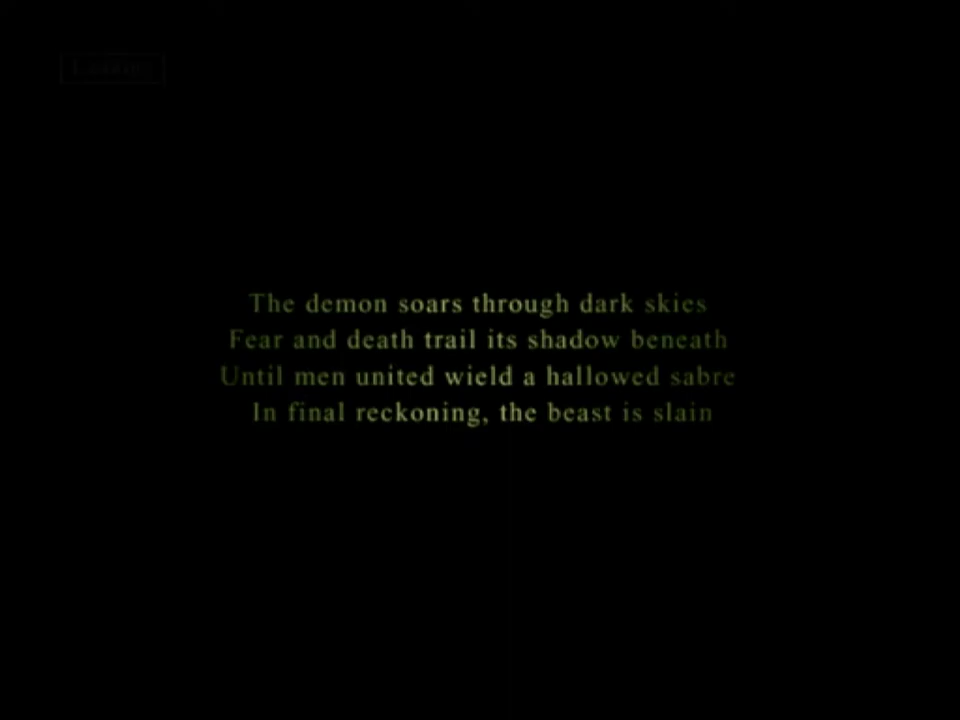 The demon soars through dark skies
Fear and death trail its shadow beneath
Until men united wield a hallowed sabre
In final reckoning, the beast is slain